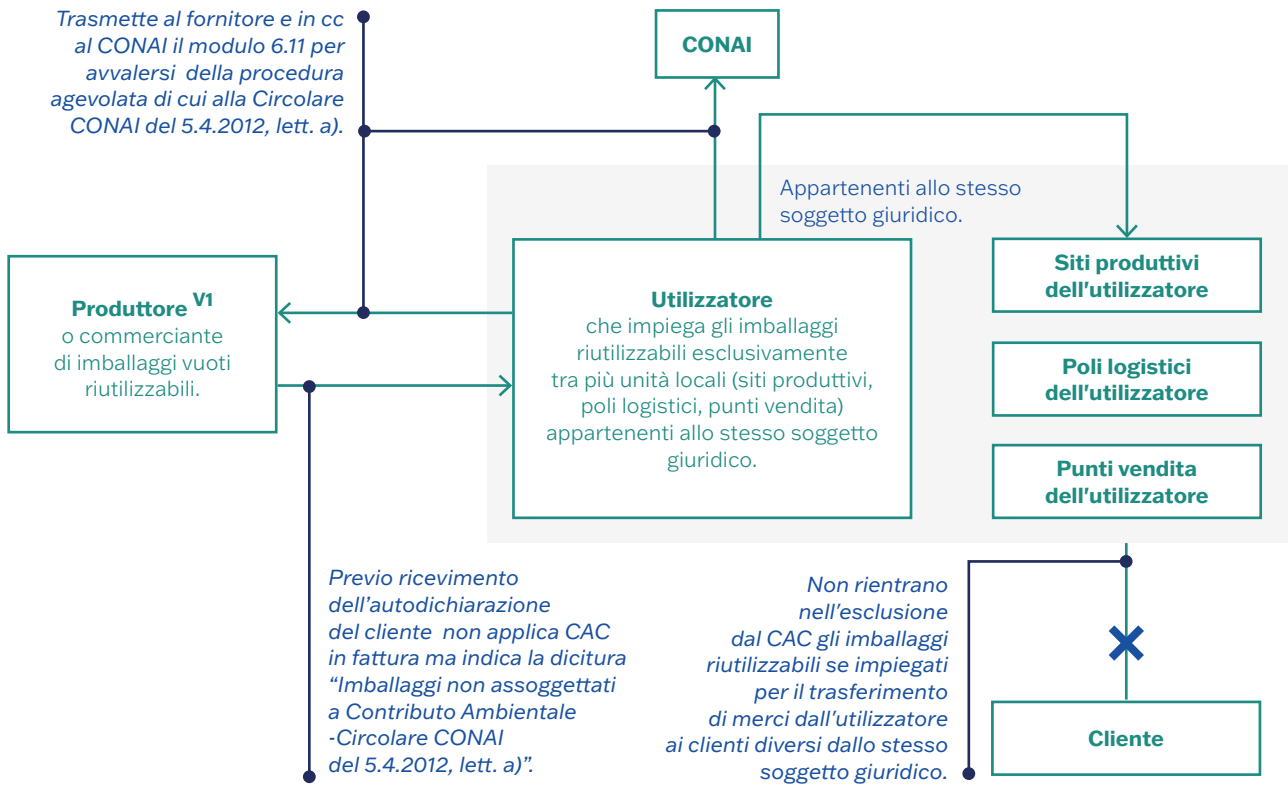 Trasmette al fornitore e in cc
al CONAI il modulo 6.11 per
avvalersi della procedura
agevolata di cui alla Circolare
CONAI del 5.4.2012, lett. a).
CONAI
Appartenenti allo stesso
soggetto giuridico.
Produttore V1
o commerciante
di imballaggi vuoti
riutilizzabili.
Utilizzatore
che impiega gli imballaggi
riutilizzabili esclusivamente
tra più unità locali (siti produttivi,
poli logistici, punti vendita)
appartenenti allo stesso soggetto
giuridico.
Siti produttivi
dell'utilizzatore
Poli logistici
dell'utilizzatore
Punti vendita
dell'utilizzatore
Previo ricevimento
dell'autodichiarazione
del cliente non applica CAC
in fattura ma indica la dicitura
“Imballaggi non assoggettati
a Contributo Ambientale
-Circolare CONAI
del 5.4.2012, lett. a)”.
Non rientrano
nell'esclusione
dal CAC gli imballaggi
riutilizzabili se impiegati
per il trasferimento
di merci dall'utilizzatore
ai clienti diversi dallo stesso
soggetto giuridico.
Cliente